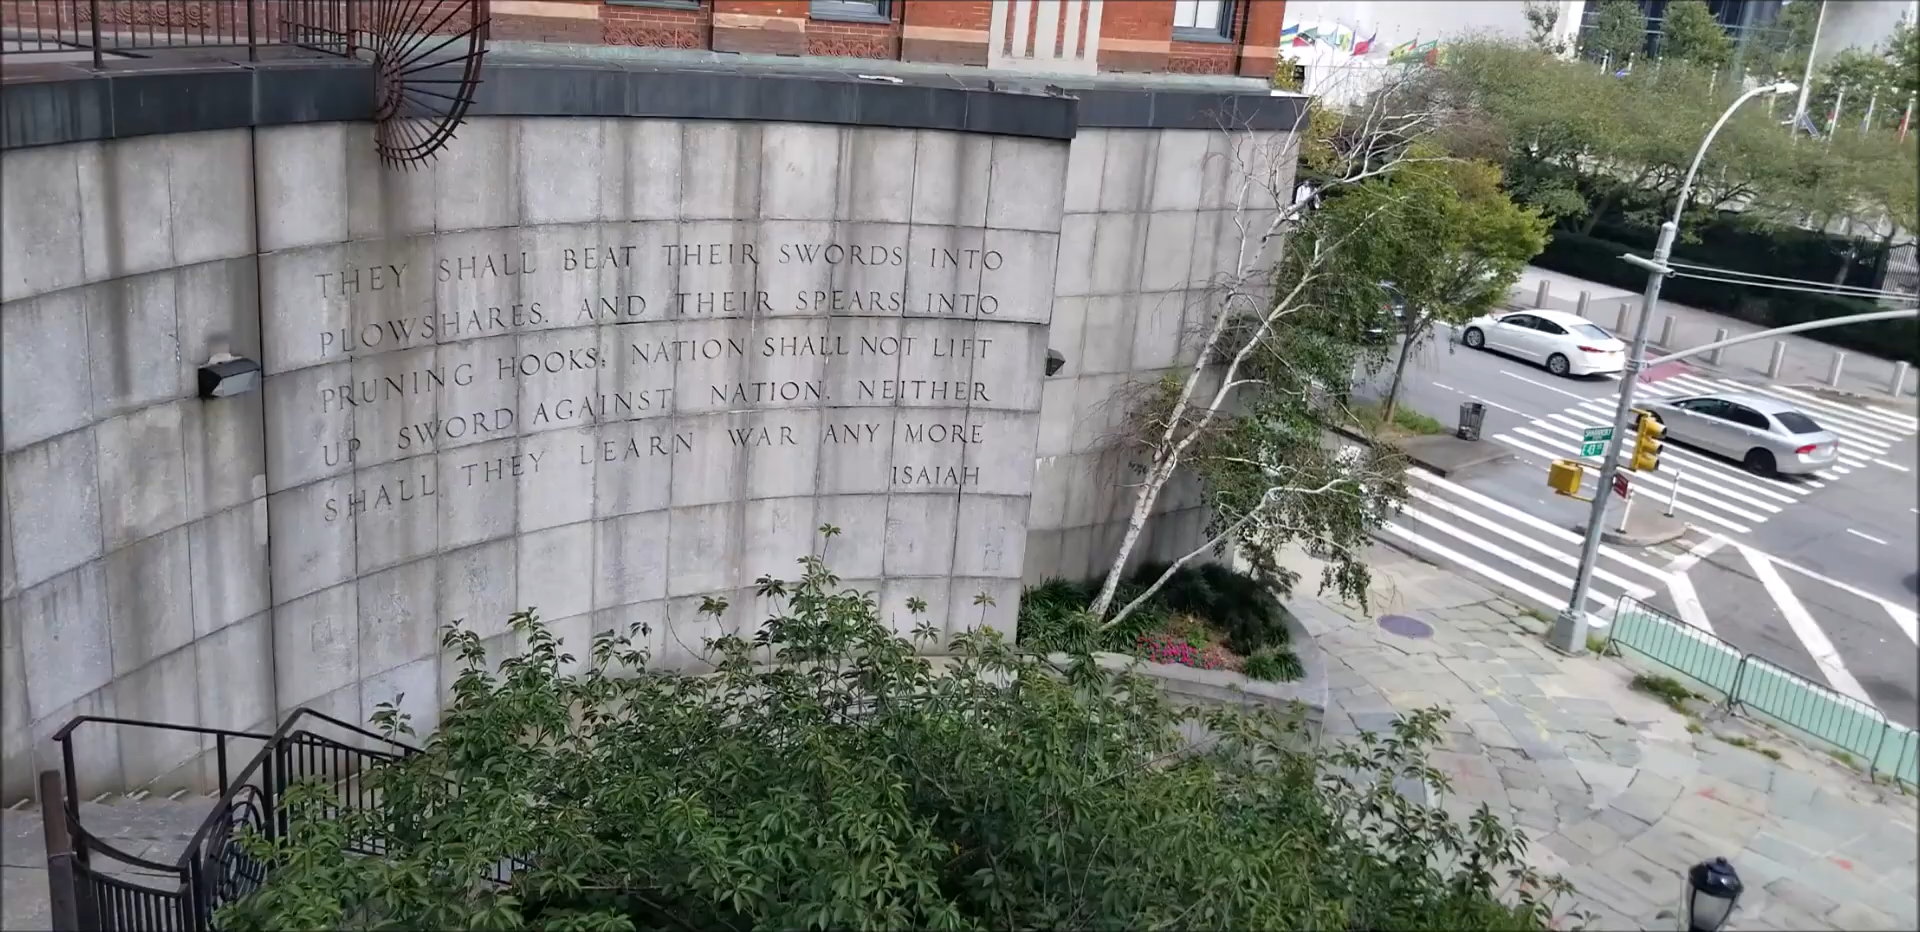 THEY SHALL BEAT THEIR SWORDS INTO
PLOWSHARES. AND THEIR SPEARS INTO
PRUNING HOOKS; NATION SHALL NOT LIFT
UP SWORD AGAINST NATION. NEITHER
SHALL THEY LEARN WAR ANY MORE
ISAIAH